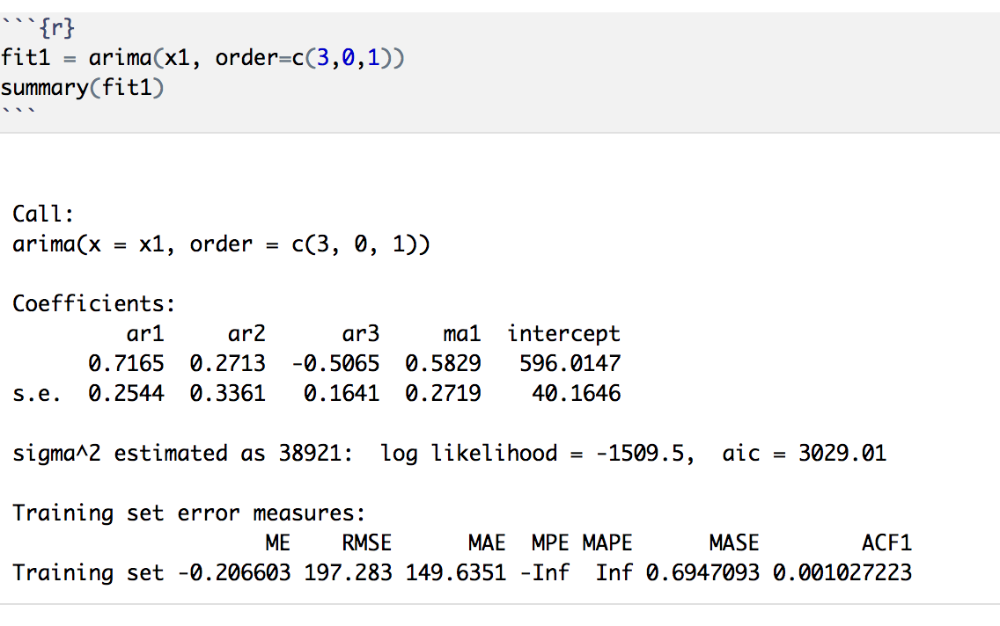 ```{r}
fit1 = arima(x1, order=c(3,0,1))
summary(fit1)
```
Call:
arima(x = x1, order = c(3, 0, 1))
Coefficients:
         ar1     ar2      ar3     ma1  intercept
      0.7165  0.2713  -0.5065  0.5829   596.0147
s.e.  0.2544  0.3361   0.1641  0.2719    40.1646
sigma^2 estimated as 38921:  log likelihood = -1509.5,  aic = 3029.01
Training set error measures:
                    ME    RMSE      MAE  MPE MAPE      MASE        ACF1
Training set -0.206603 197.283 149.6351 -Inf  Inf 0.6947093 0.001027223